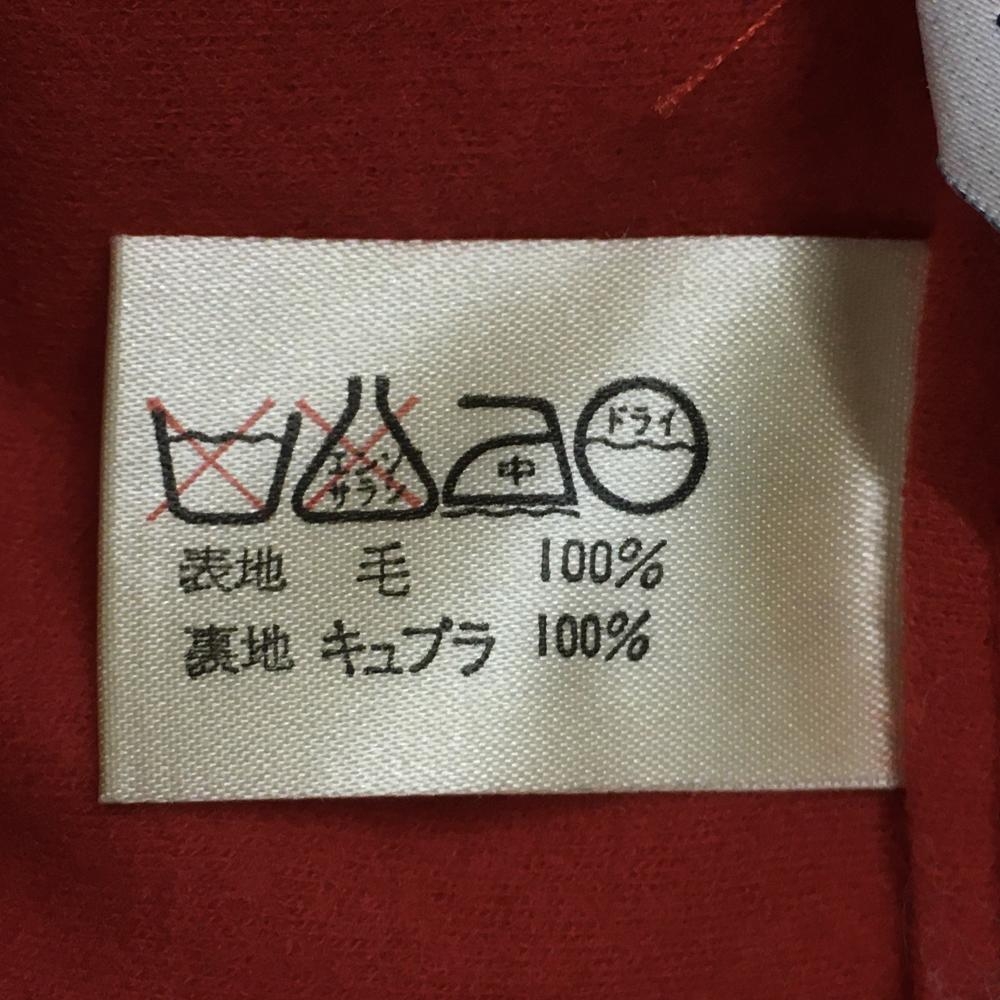 エンソ サラシ 中 ドライ
表地 毛 100%
裏地 キュプラ 100%